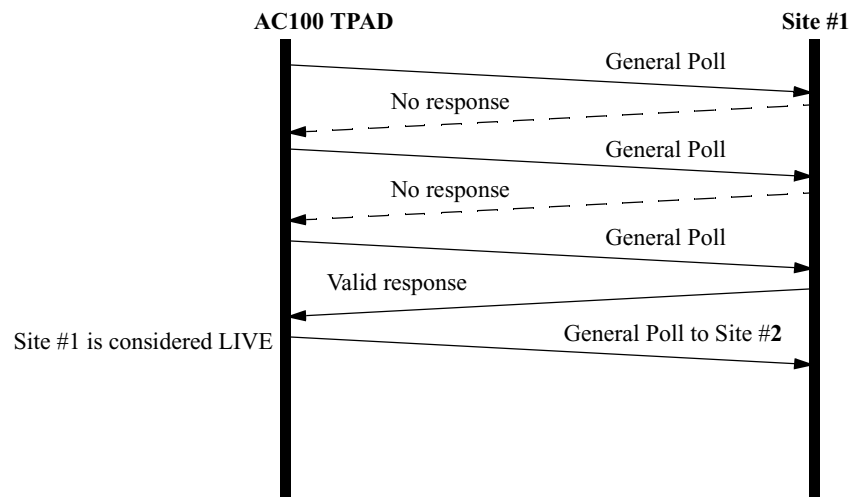 AC100 TPAD
Site #1
General Poll
No response
General Poll
No response
General Poll
Valid response
Site #1 is considered LIVE
General Poll to Site #2